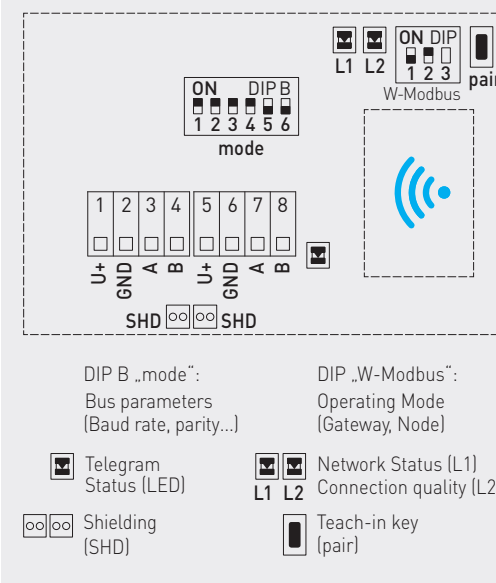 ON DIP
1 2 3
L1 L2
pair
W-Modbus
ON DIP B
1 2 3 4 5 6
mode
1 2 3 4 5 6 7 8
U+ GND A B U+ GND A B
SHD SHD
DIP B „mode“:
Bus parameters
(Baud rate, parity...)
DIP „W-Modbus“:
Operating Mode
(Gateway, Node)
Telegram
Status (LED)
L1 L2
Network Status (L1)
Connection quality (L2
Shielding
(SHD)
Teach-in key
(pair)